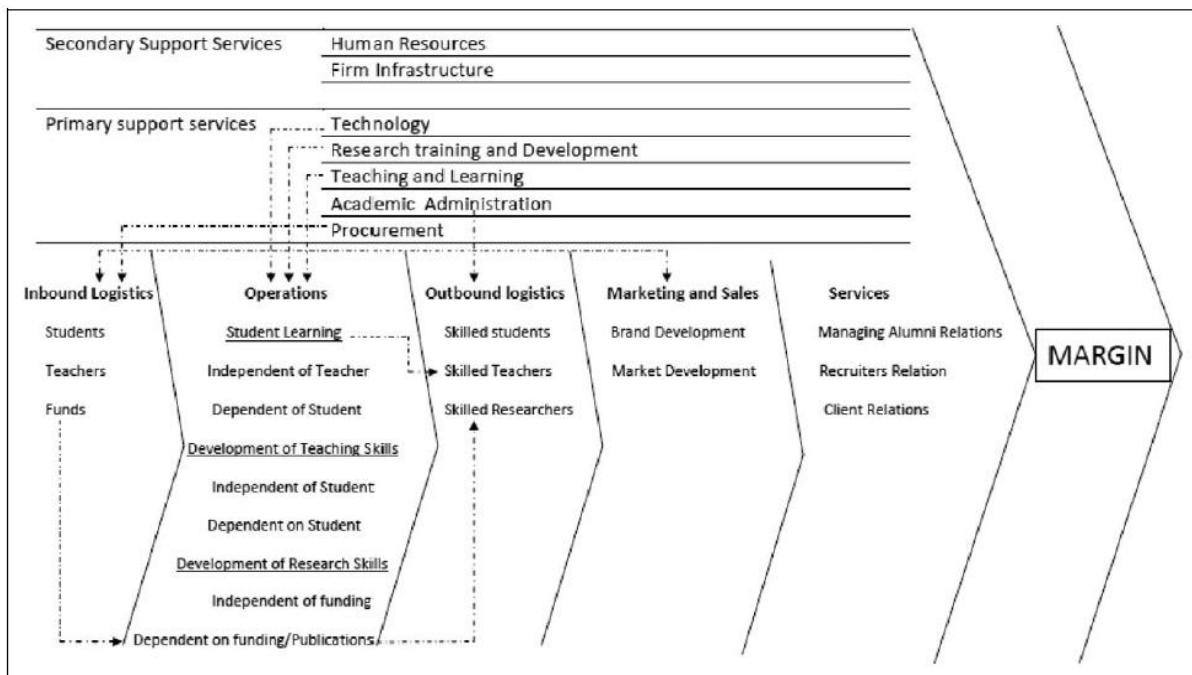 Secondary Support Services
Human Resources
Firm Infrastructure
Primary support services
Technology
Research training and Development
Teaching and Learning
Academic Administration
Procurement
Inbound Logistics
Students
Teachers
Funds
Operations
Student Learning
Independent of Teacher
Dependent of Student
Development of Teaching Skills
Independent of Student
Dependent on Student
Development of Research Skills
Independent of funding
Dependent on funding/Publications
Outbound logistics
Skilled students
Skilled Teachers
Skilled Researchers
Marketing and Sales
Brand Development
Market Development
Services
Managing Alumni Relations
Recruiters Relation
Client Relations
MARGIN